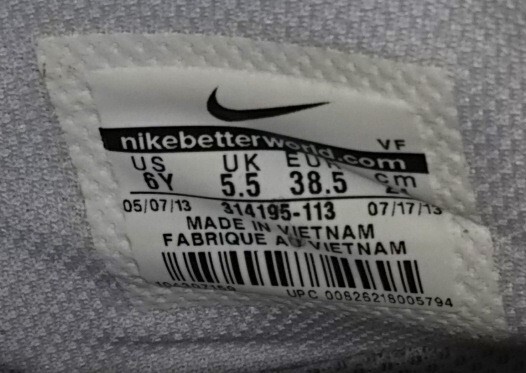 nikebetterworld.com VF
US UK EUR cm
6Y 5.5 38.5
05/07/13 314195-113 07/17/13
MADE IN VIETNAM
FABRIQUE AU VIETNAM
UPC 00826218005794